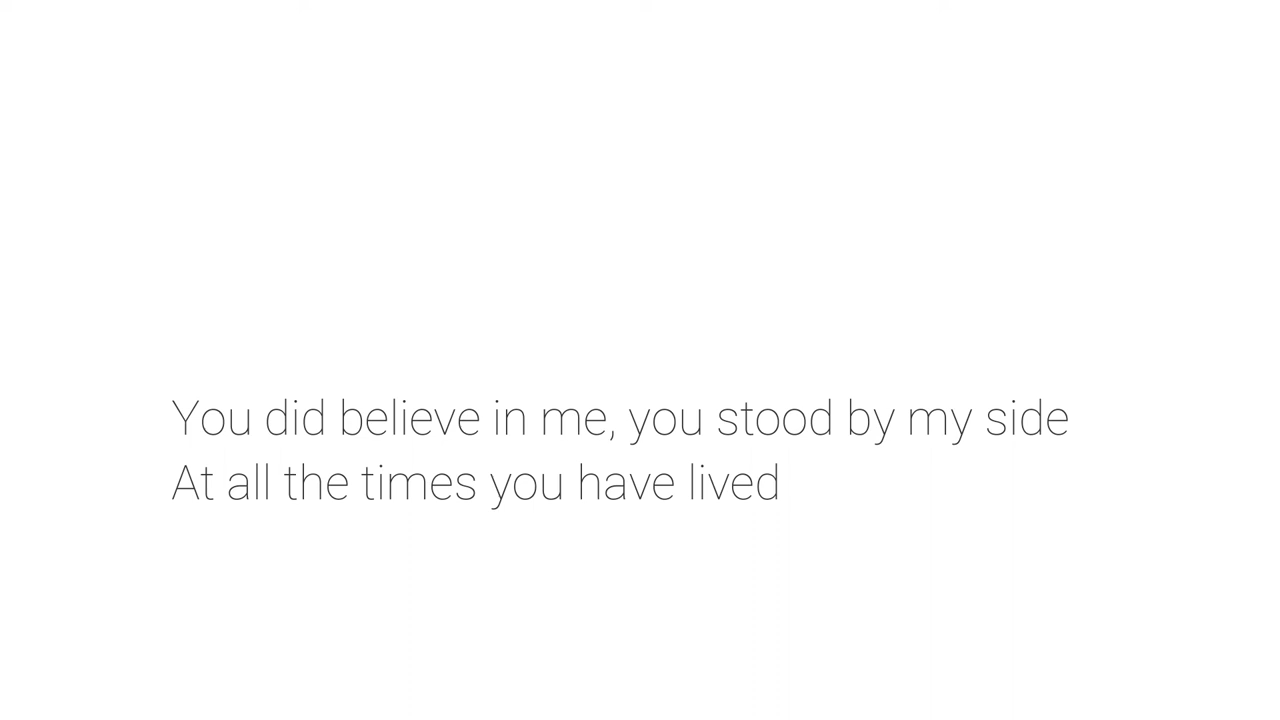 You did believe in me, you stood by my side
At all the times you have lived